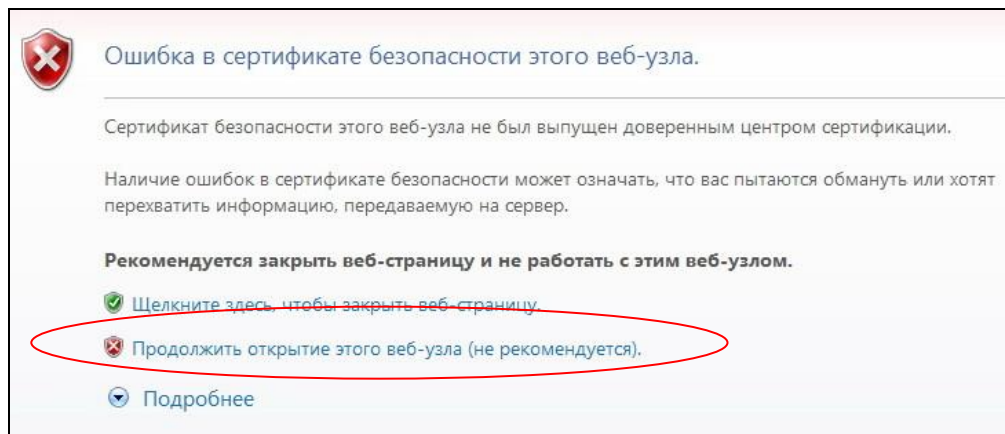 Ошибка в сертификате безопасности этого веб-узла.
Сертификат безопасности этого веб-узла не был выпущен доверенным центром сертификации.
Наличие ошибок в сертификате безопасности может означать, что вас пытаются обмануть или хотят
перехватить информацию, передаваемую на сервер.
Рекомендуется закрыть веб-страницу и не работать с этим веб-узлом.
Щелкните здесь, чтобы закрыть веб-страницу.
Продолжить открытие этого веб-узла (не рекомендуется).
Подробнее